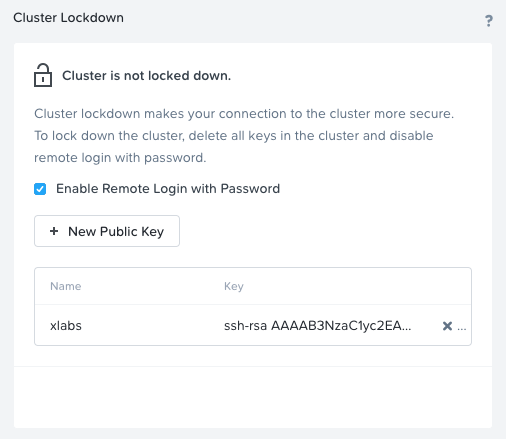 Cluster Lockdown
?
Cluster is not locked down.
Cluster lockdown makes your connection to the cluster more secure.
To lock down the cluster, delete all keys in the cluster and disable
remote login with password.
Enable Remote Login with Password
+ New Public Key
Name Key
xlabs ssh-rsa AAAAB3NzaC1yc2EA... ...